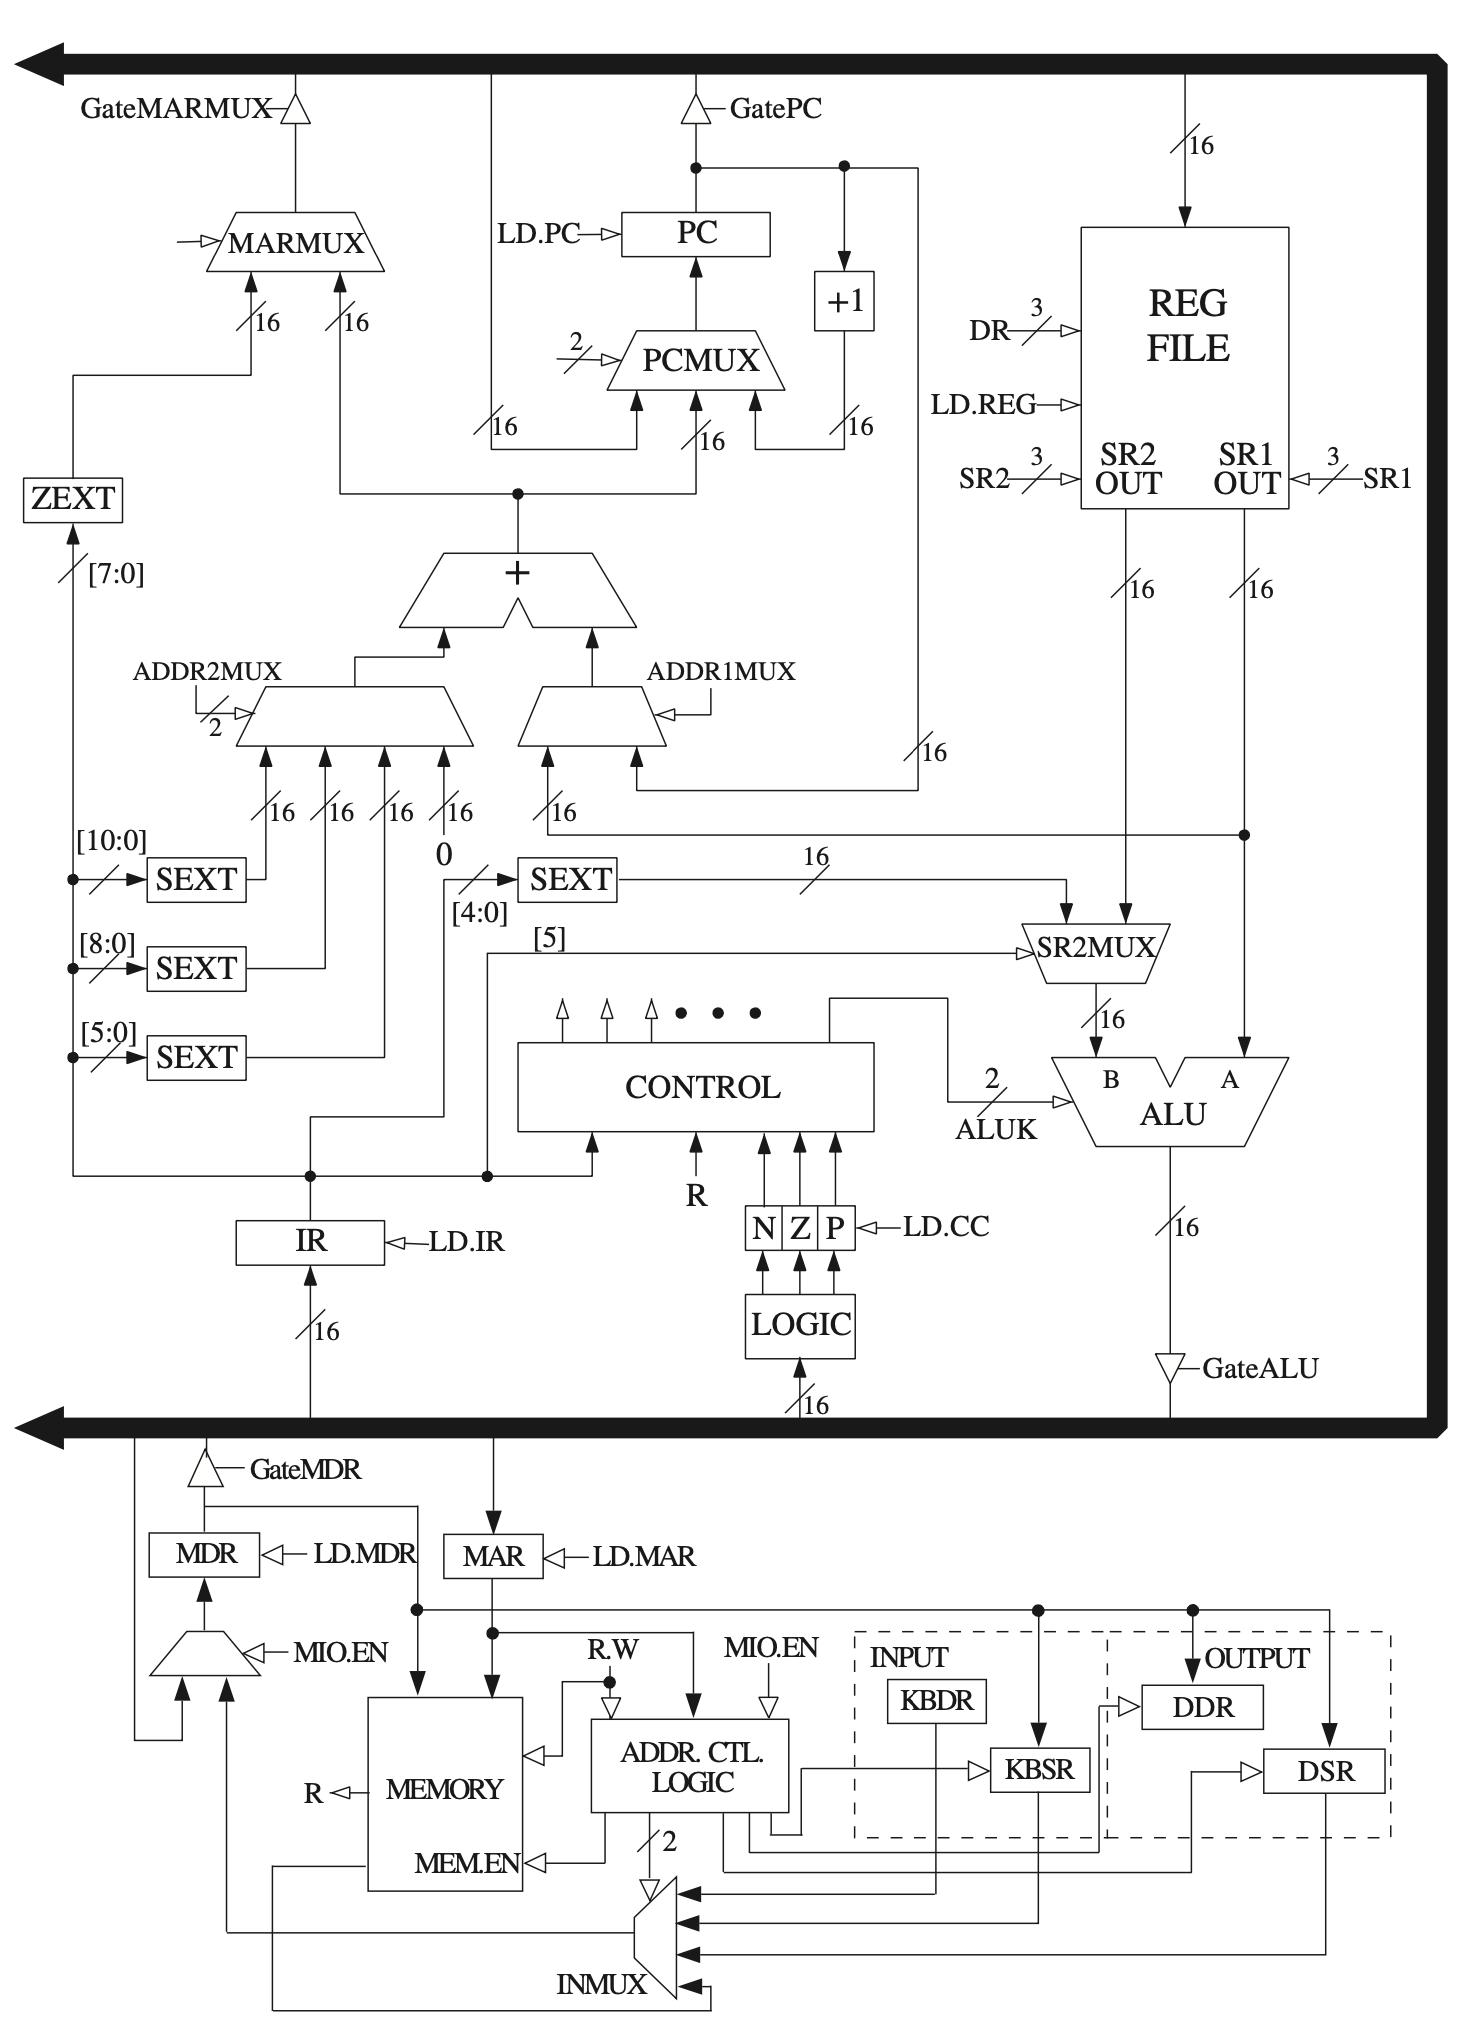 GateMARMUX
GatePC
16
MARMUX
LD.PC
PC
+1
REG
FILE
16
16
2
PCMUX
DR
3
LD.REG
16
16
16
SR2
3
SR2
OUT
SR1
OUT
3
SR1
ZEXT
[7:0]
+
16
16
ADDR2MUX
2
ADDR1MUX
16
16
16
16
16
16
0
[10:0]
SEXT
[4:0]
SEXT
16
[8:0]
SEXT
[5]
SR2MUX
16
[5:0]
SEXT
CONTROL
2
ALUK
B
A
ALU
R
N
Z
P
LD.CC
IR
LD.IR
16
LOGIC
16
16
GateALU
GateMDR
MDR
LD.MDR
MAR
LD.MAR
MIO.EN
R.W
MIO.EN
INPUT
KBDR
OUTPUT
DDR
ADDR. CTL.
LOGIC
KBSR
DSR
R
MEMORY
MEM.EN
2
INMUX